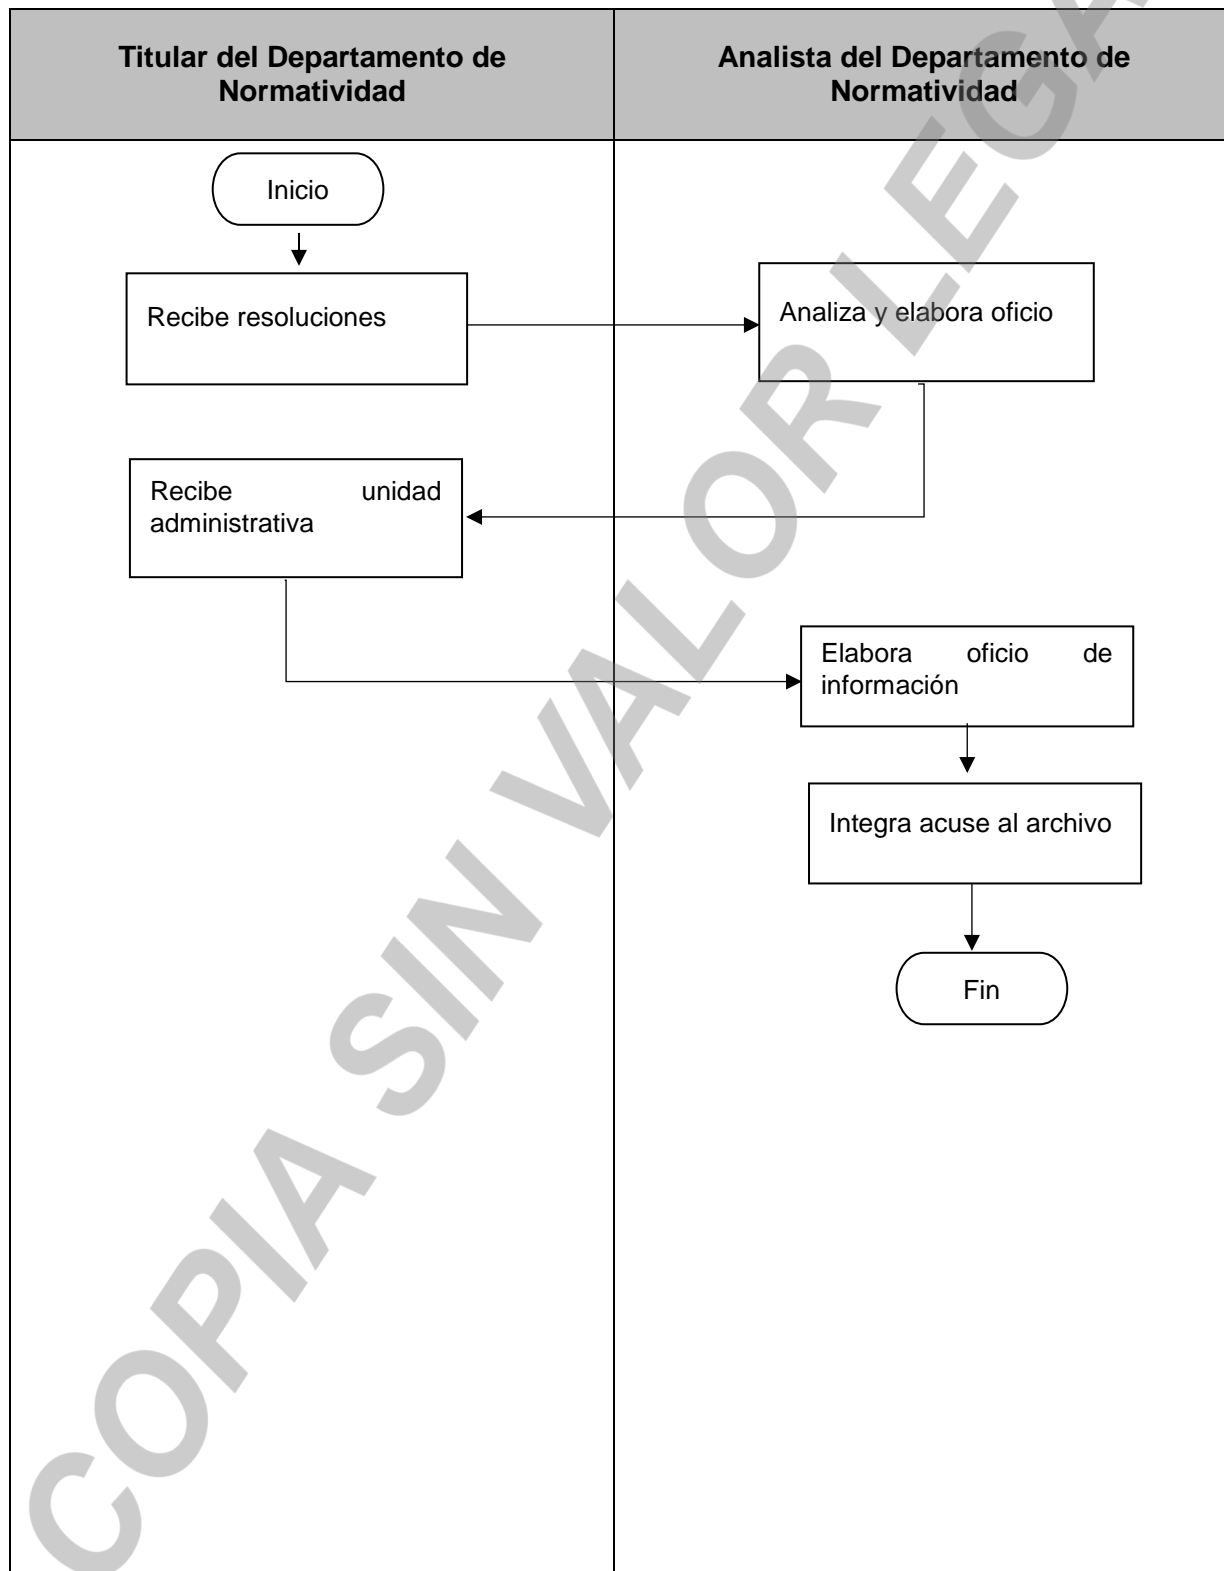 Titular del Departamento de
Normatividad
Analista del Departamento de
Normatividad
Inicio
Recibe resoluciones
Analiza y elabora oficio
Recibe unidad
administrativa
Elabora oficio de
información
Integra acuse al archivo
Fin
COPIA SIN VALOR LEGA